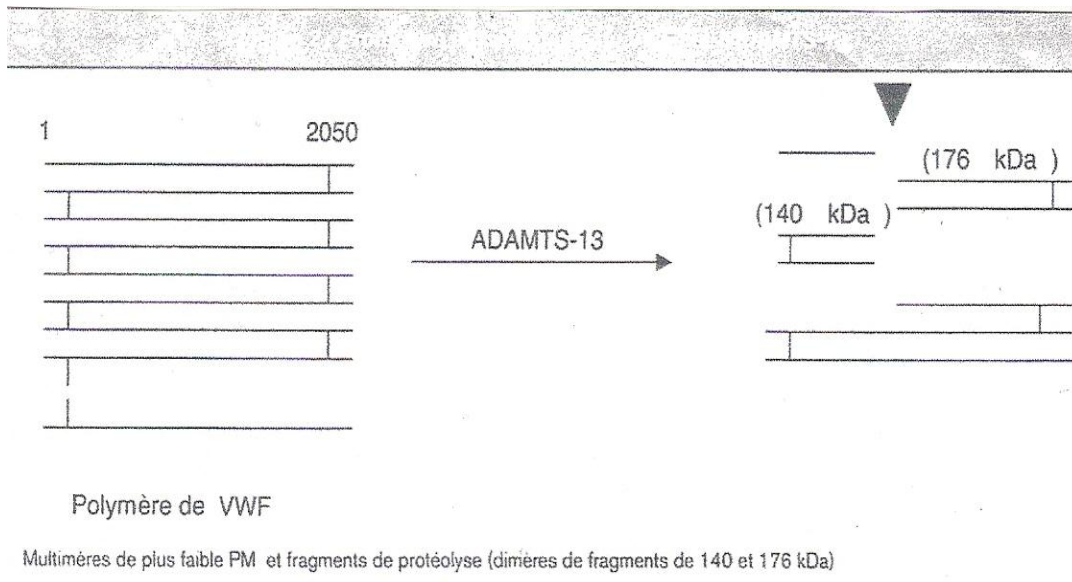 1 2050
(176 kDa )
(140 kDa )
ADAMTS-13
Polymère de VWF
Multimères de plus faible PM et fragments de protéolyse (dimères de fragments de 140 et 176 kDa)